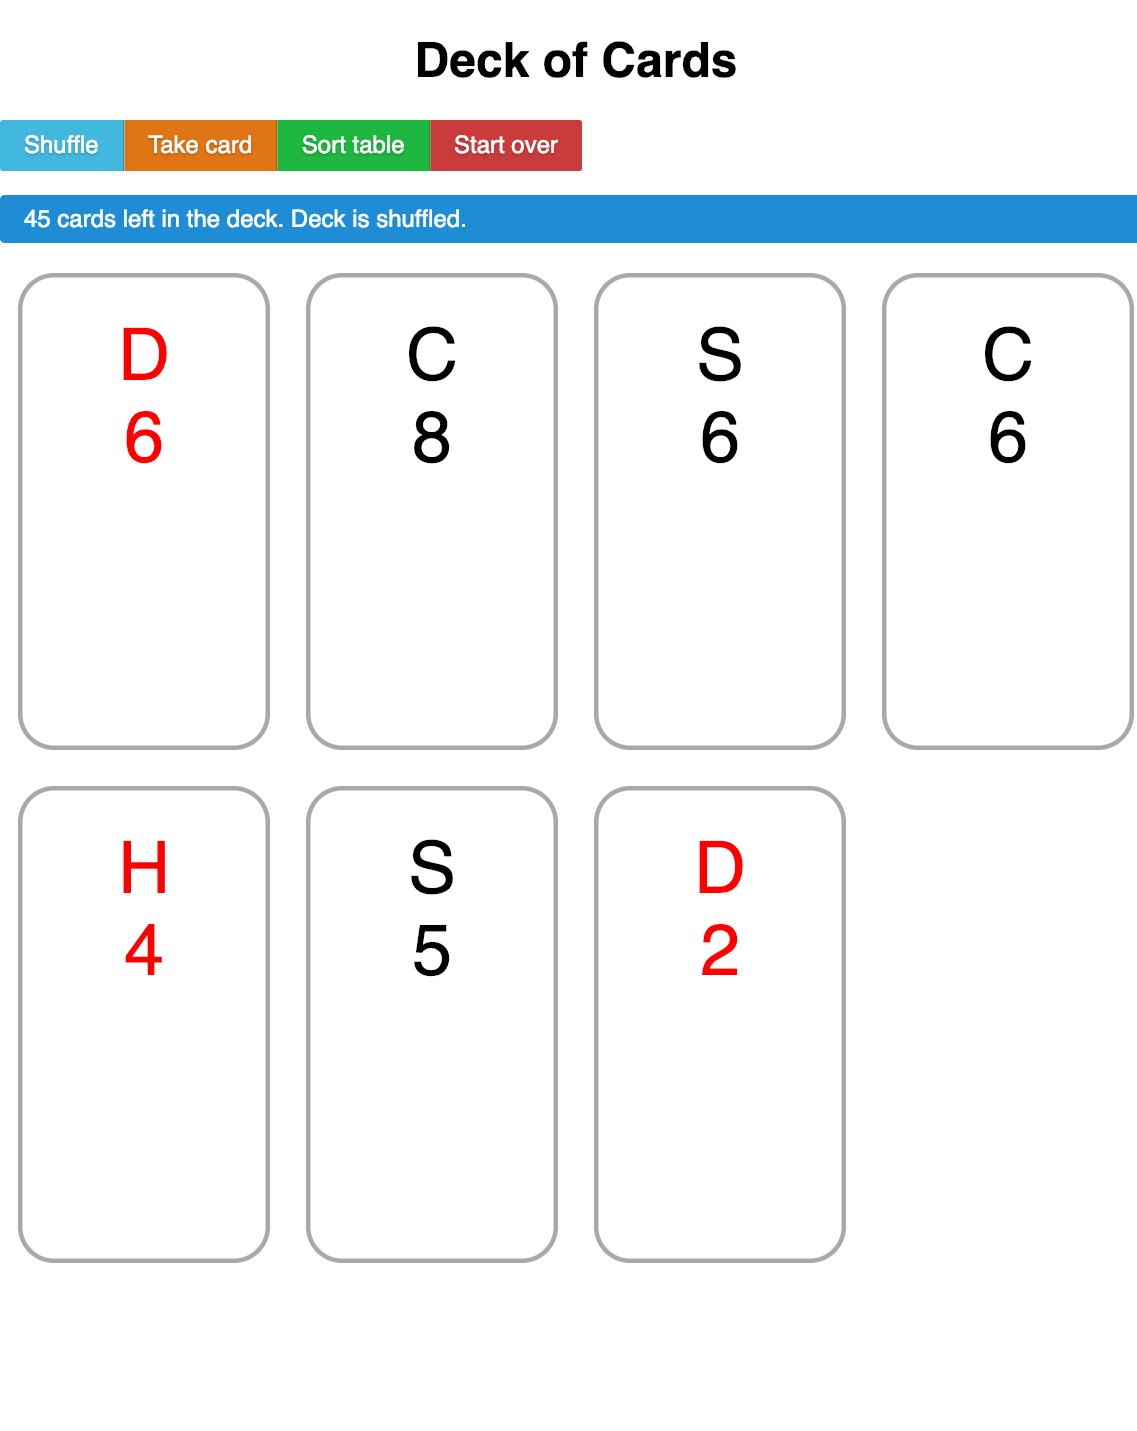 Deck of Cards
Shuffle Take card Sort table Start over
45 cards left in the deck. Deck is shuffled.
D C S C
6 8 6 6
H S D
4 5 2